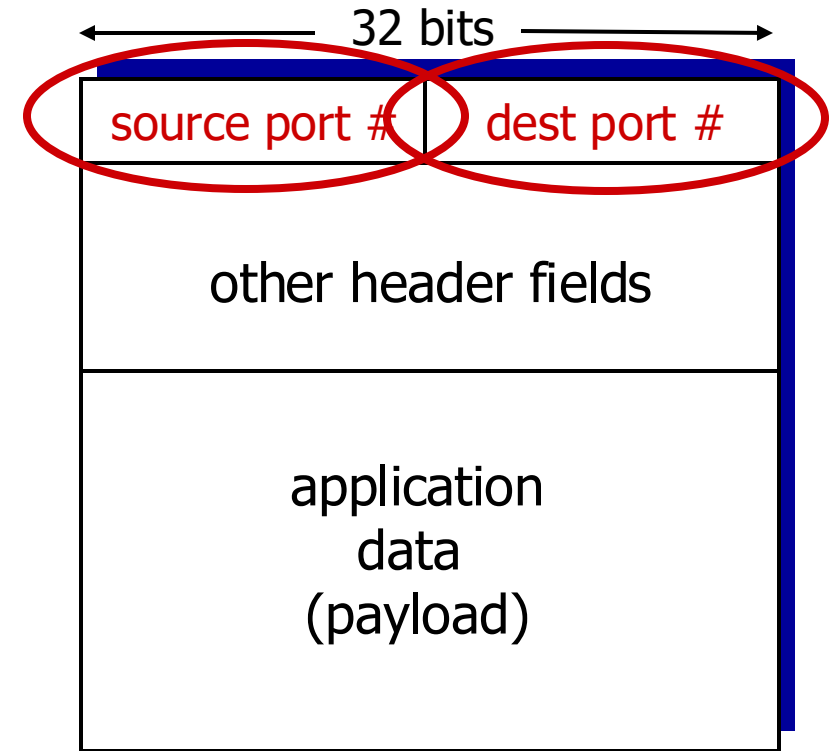 32 bits
source port # dest port #
other header fields
application
data
(payload)